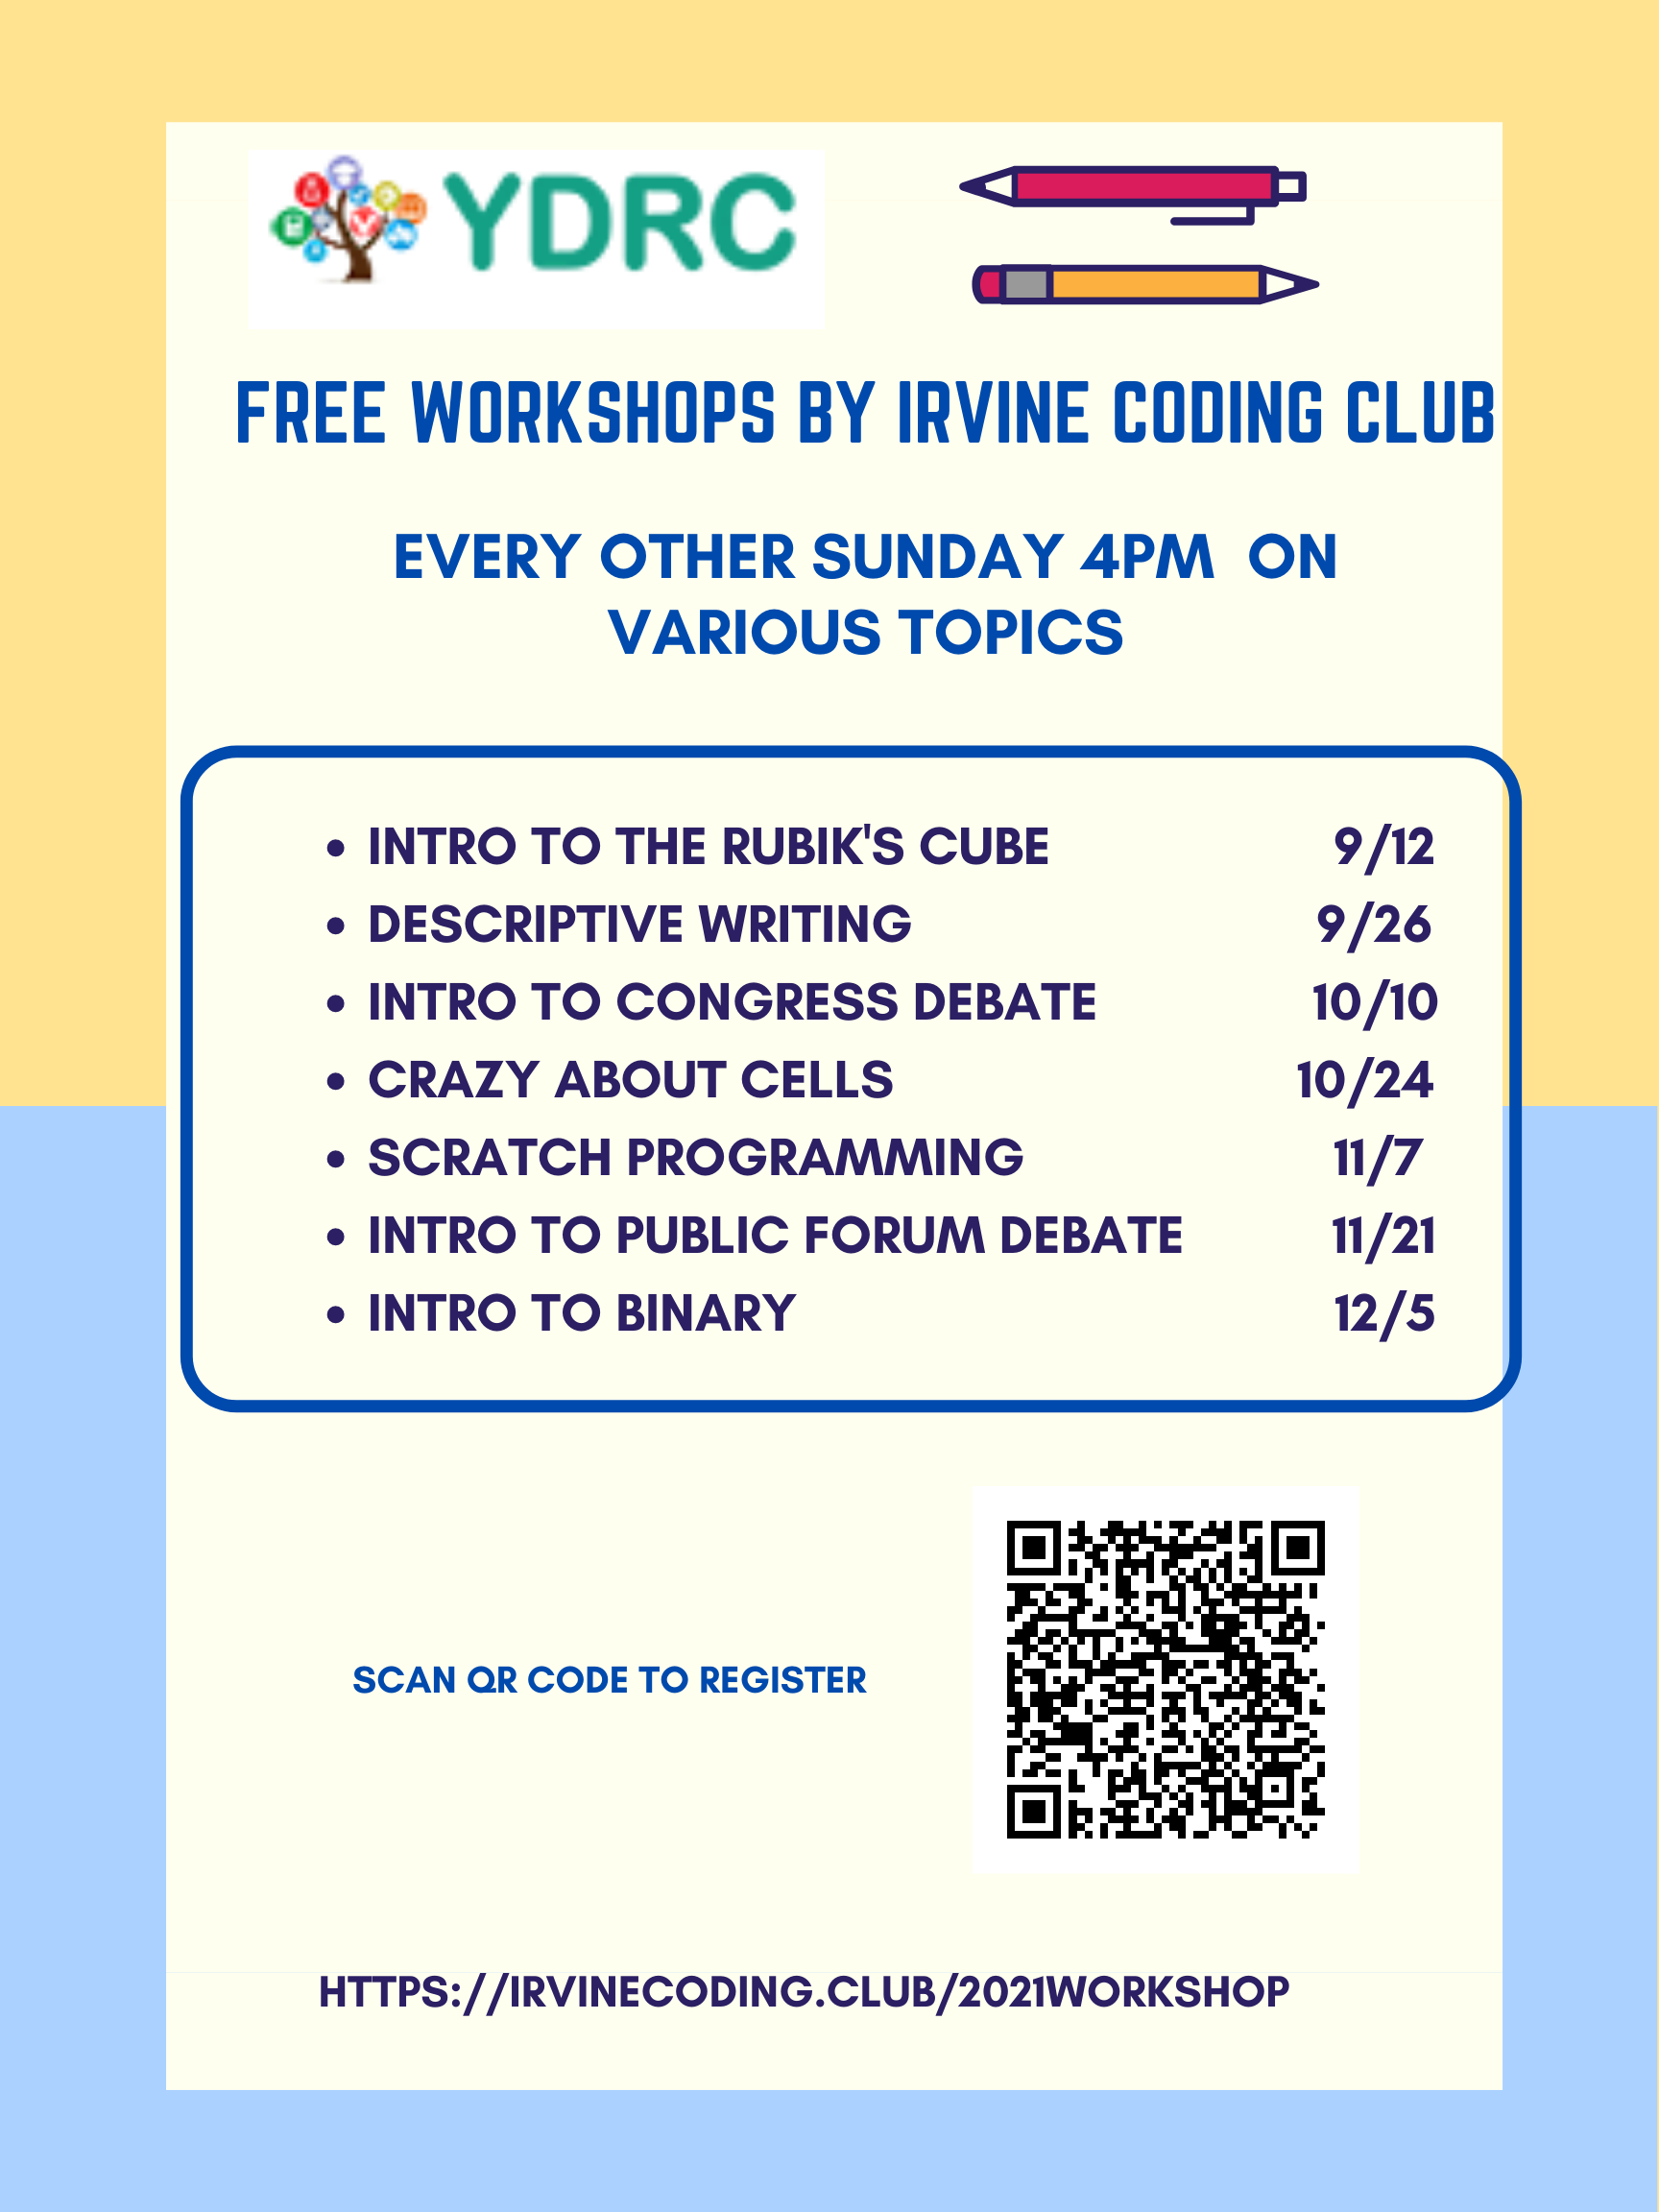 YDRC
FREE WORKSHOPS BY IRVINE CODING CLUB
EVERY OTHER SUNDAY 4PM ON
VARIOUS TOPICS
• INTRO TO THE RUBIK'S CUBE 9/12
• DESCRIPTIVE WRITING 9/26
• INTRO TO CONGRESS DEBATE 10/10
• CRAZY ABOUT CELLS 10/24
• SCRATCH PROGRAMMING 11/7
• INTRO TO PUBLIC FORUM DEBATE 11/21
• INTRO TO BINARY 12/5
SCAN QR CODE TO REGISTER
HTTPS://IRVINECODING.CLUB/2021WORKSHOP